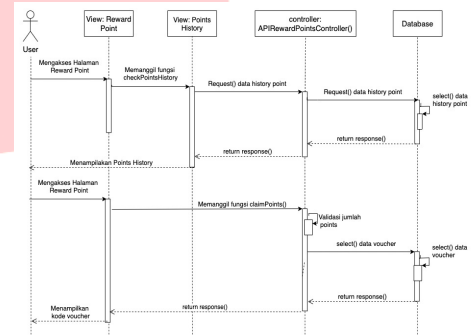 View: Reward
Point
View: Points
History
controller:
APIRewardPointsController()
Database
User
Mengakses Halaman
Reward Point
Memanggil fungsi
checkPointsHistory
Request() data history point
Request() data history point
select() data
history point
return response()
return response()
Menampilakan Points History
Mengakses Halaman
Reward Point
Memanggil fungsi claimPoints()
Validasi jumlah
points
select() data voucher
select() data
voucher
return response()
return response()
Menampilkan
kode voucher